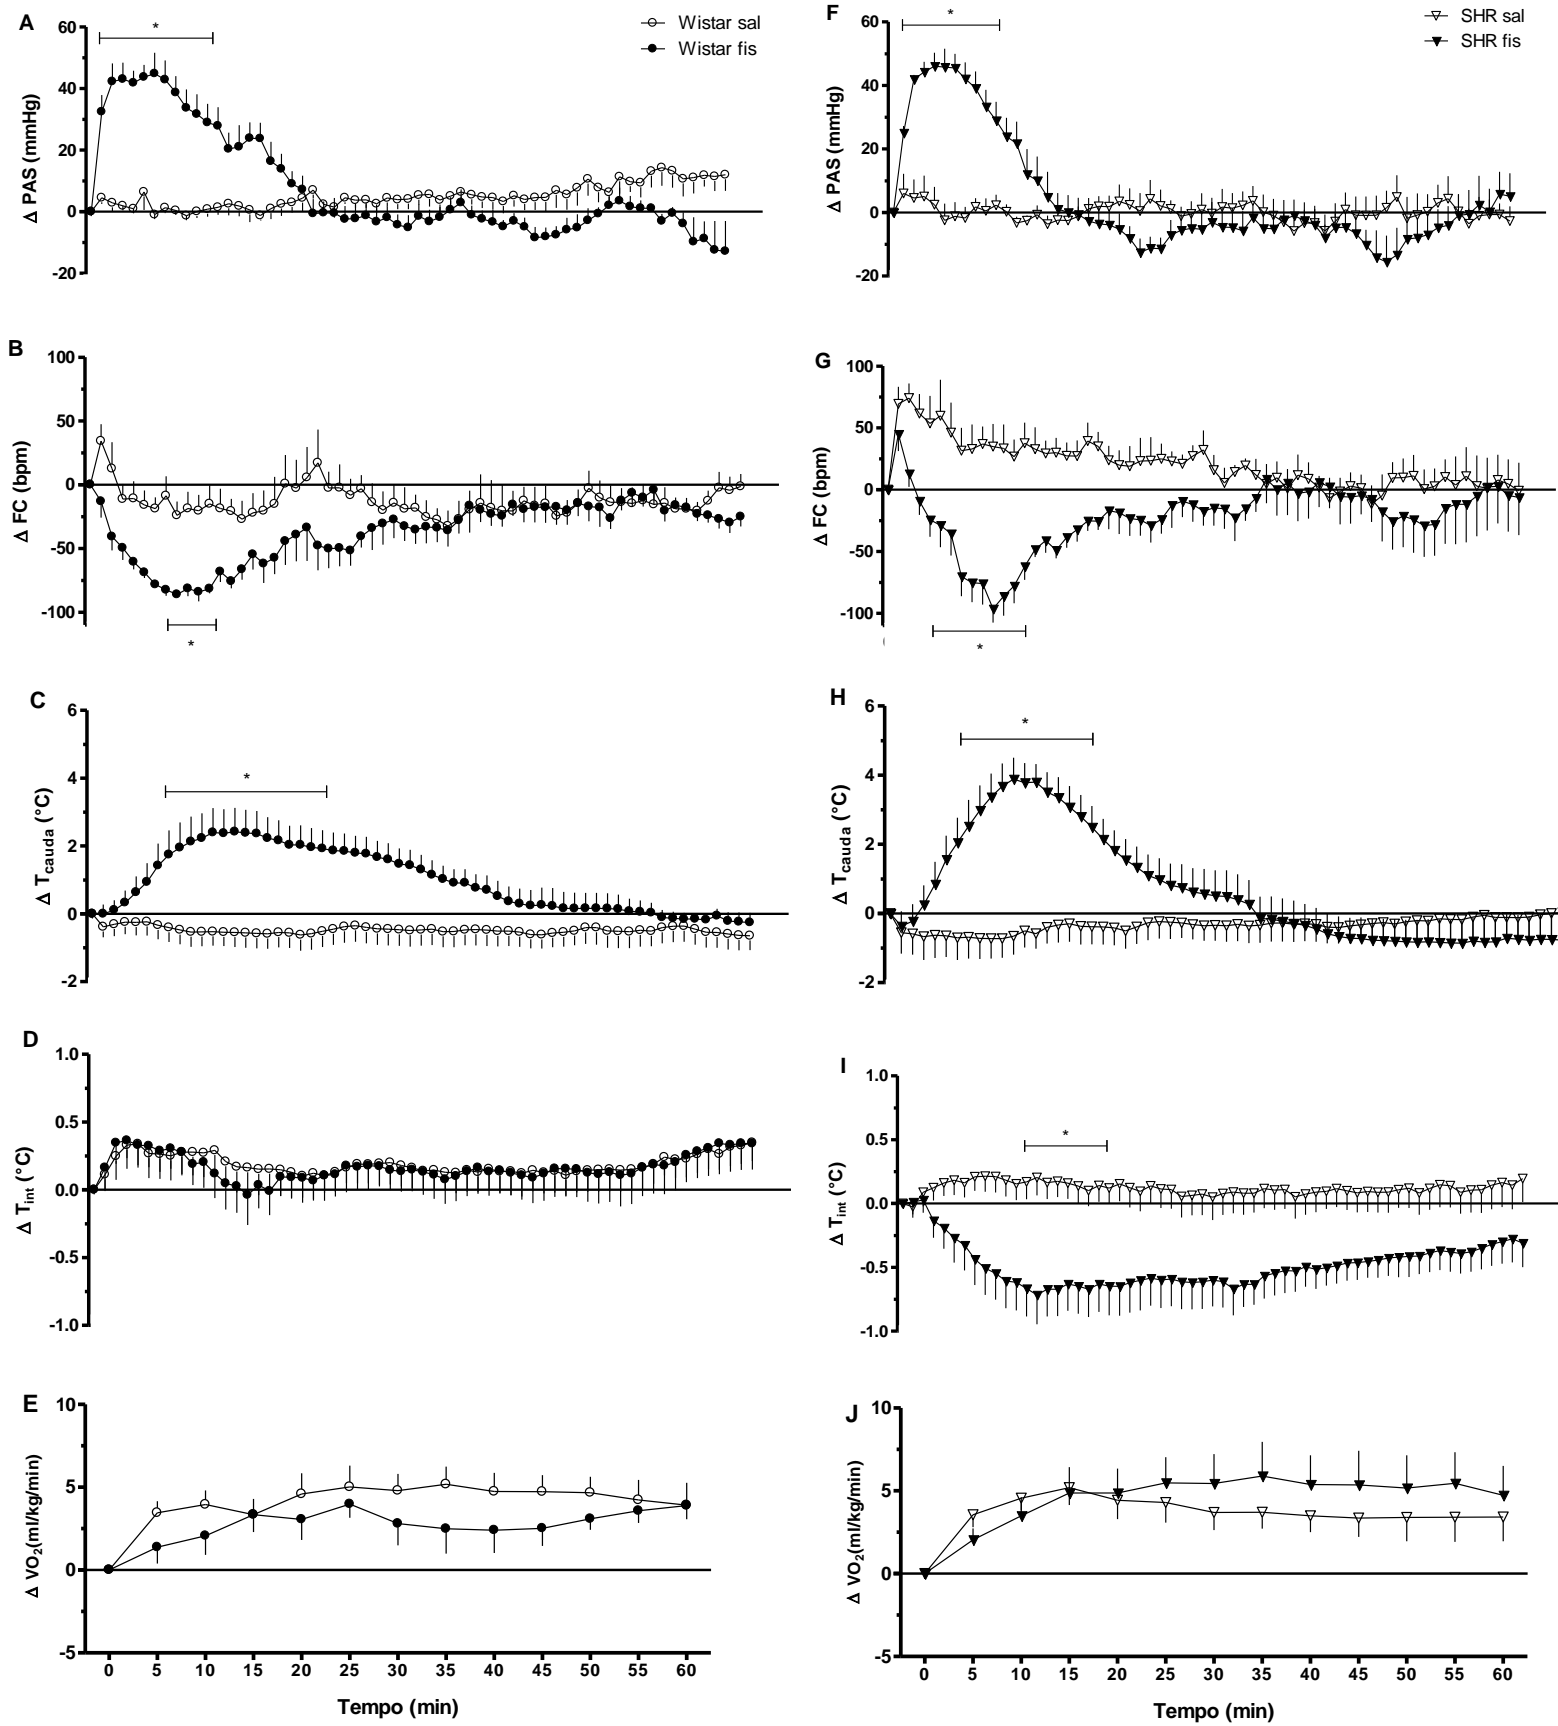 A
*
Wistar sal
Wistar fis
Δ PAS (mmHg)
60
40
20
0
-20
F
*
SHR sal
SHR fis
Δ PAS (mmHg)
60
40
20
0
-20
B
Δ FC (bpm)
100
50
0
-50
-100
*
G
Δ FC (bpm)
100
50
0
-50
-100
*
C
Δ Tcauda (°C)
6
4
2
0
-2
*
H
Δ Tcauda (°C)
6
4
2
0
-2
*
D
Δ Tint (°C)
1.0
0.5
0.0
-0.5
-1.0
I
Δ Tint (°C)
1.0
0.5
0.0
-0.5
-1.0
*
E
Δ VO₂(ml/kg/min)
10
5
0
-5
0 5 10 15 20 25 30 35 40 45 50 55 60
Tempo (min)
J
Δ VO₂(ml/kg/min)
10
5
0
-5
0 5 10 15 20 25 30 35 40 45 50 55 60
Tempo (min)